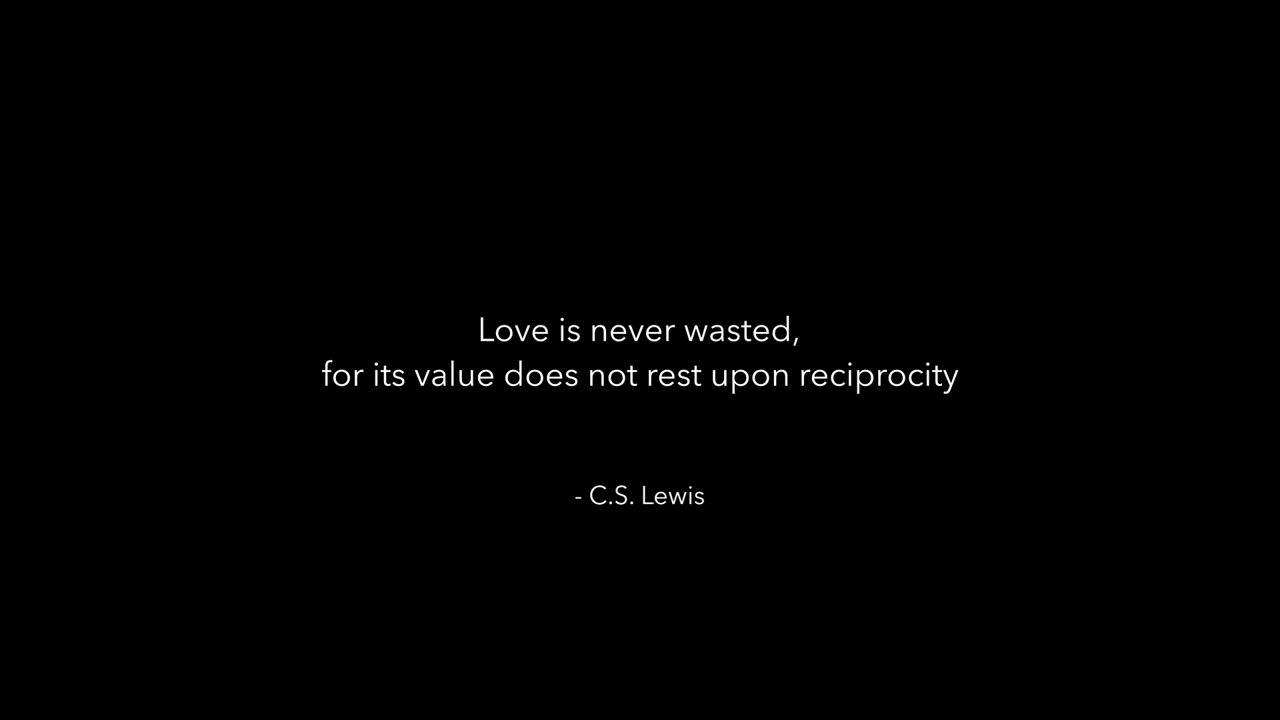 Love is never wasted,
for its value does not rest upon reciprocity
- C.S. Lewis